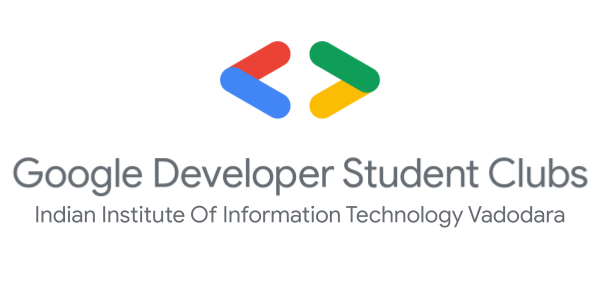 Google Developer Student Clubs
Indian Institute Of Information Technology Vadodara